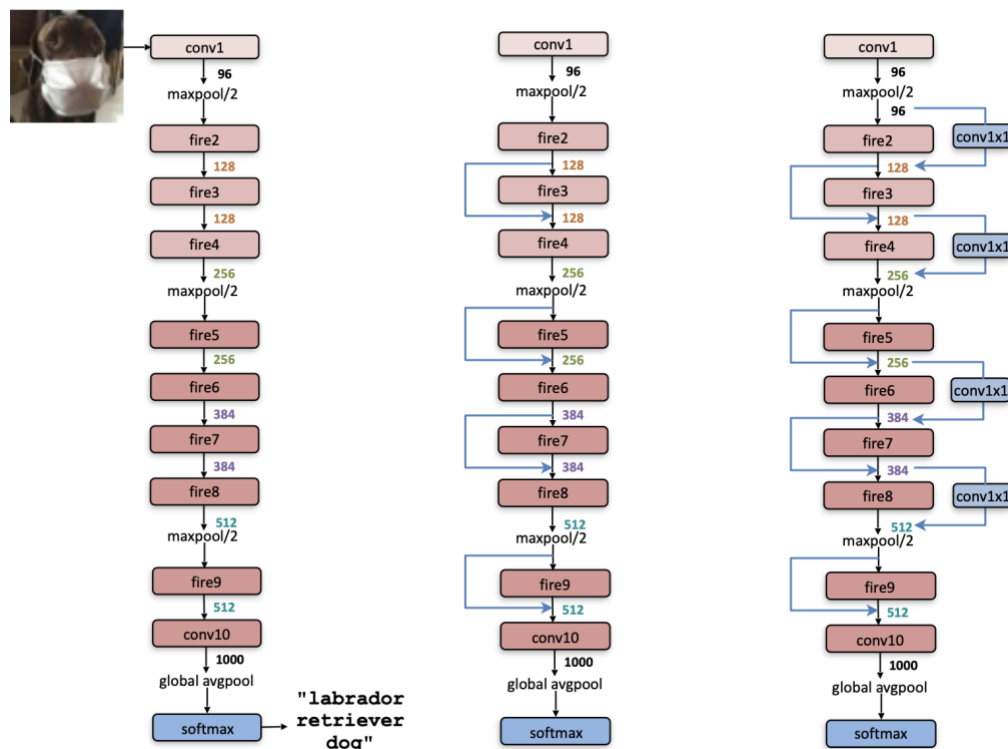 conv1
96
maxpool/2
fire2
128
fire3
128
fire4
256
maxpool/2
fire5
256
fire6
384
fire7
384
fire8
512
maxpool/2
fire9
512
conv10
1000
global avgpool
softmax
"labrador
retriever
dog"
conv1
96
maxpool/2
fire2
128
fire3
128
fire4
256
maxpool/2
fire5
256
fire6
384
fire7
384
fire8
512
maxpool/2
fire9
512
conv10
1000
global avgpool
softmax
conv1
96
maxpool/2
96
conv1x1
fire2
128
fire3
128
fire4
conv1x1
256
maxpool/2
fire5
256
fire6
conv1x1
384
fire7
384
fire8
conv1x1
512
maxpool/2
fire9
512
conv10
1000
global avgpool
softmax